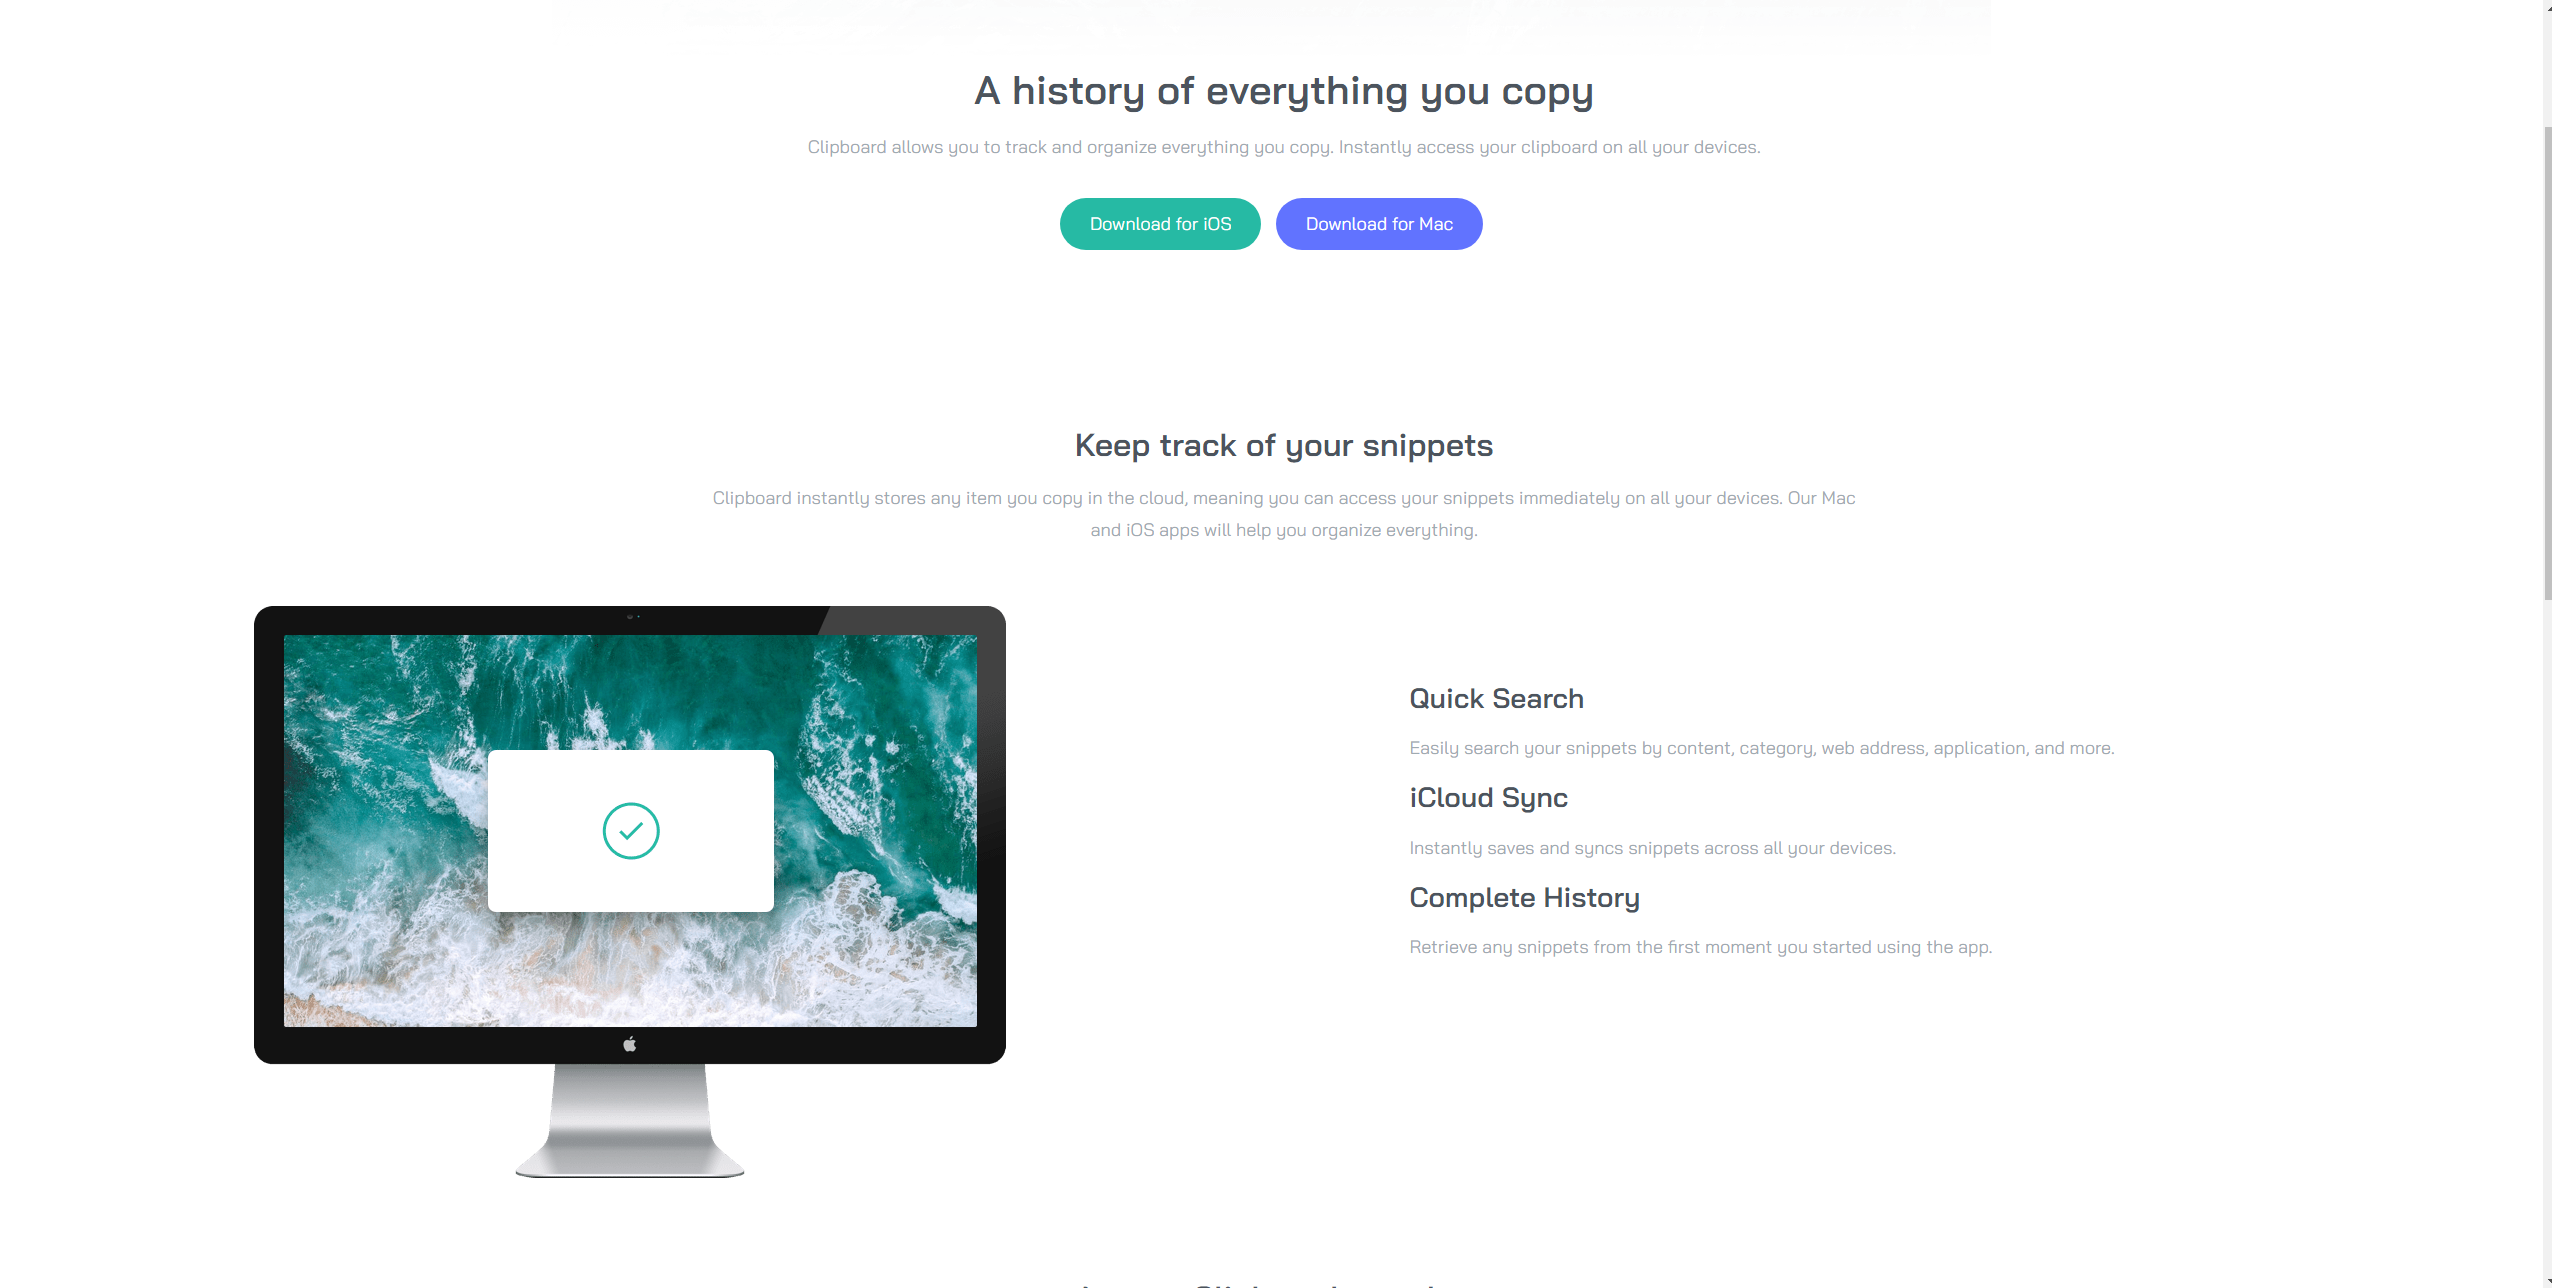 A history of everything you copy
Clipboard allows you to track and organize everything you copy. Instantly access your clipboard on all your devices.
Download for iOS
Download for Mac
Keep track of your snippets
Clipboard instantly stores any item you copy in the cloud, meaning you can access your snippets immediately on all your devices. Our Mac
and iOS apps will help you organize everything.
Quick Search
Easily search your snippets by content, category, web address, application, and more.
iCloud Sync
Instantly saves and syncs snippets across all your devices.
Complete History
Retrieve any snippets from the first moment you started using the app.